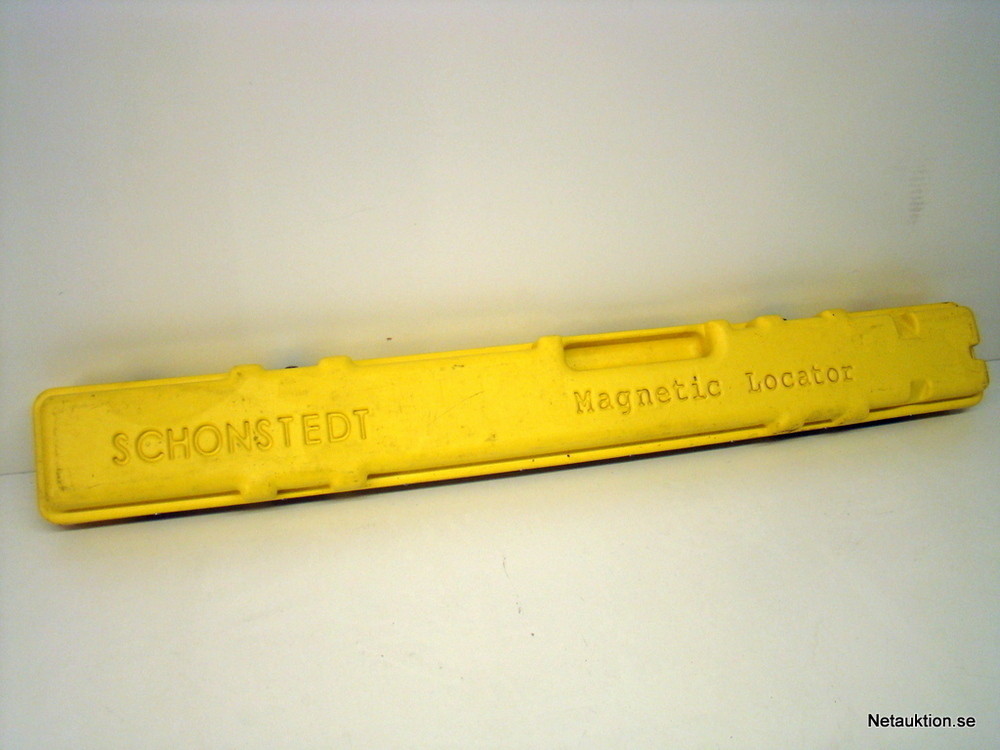 SCHONSTEDT
Magnetic Locator
Netauktion.se